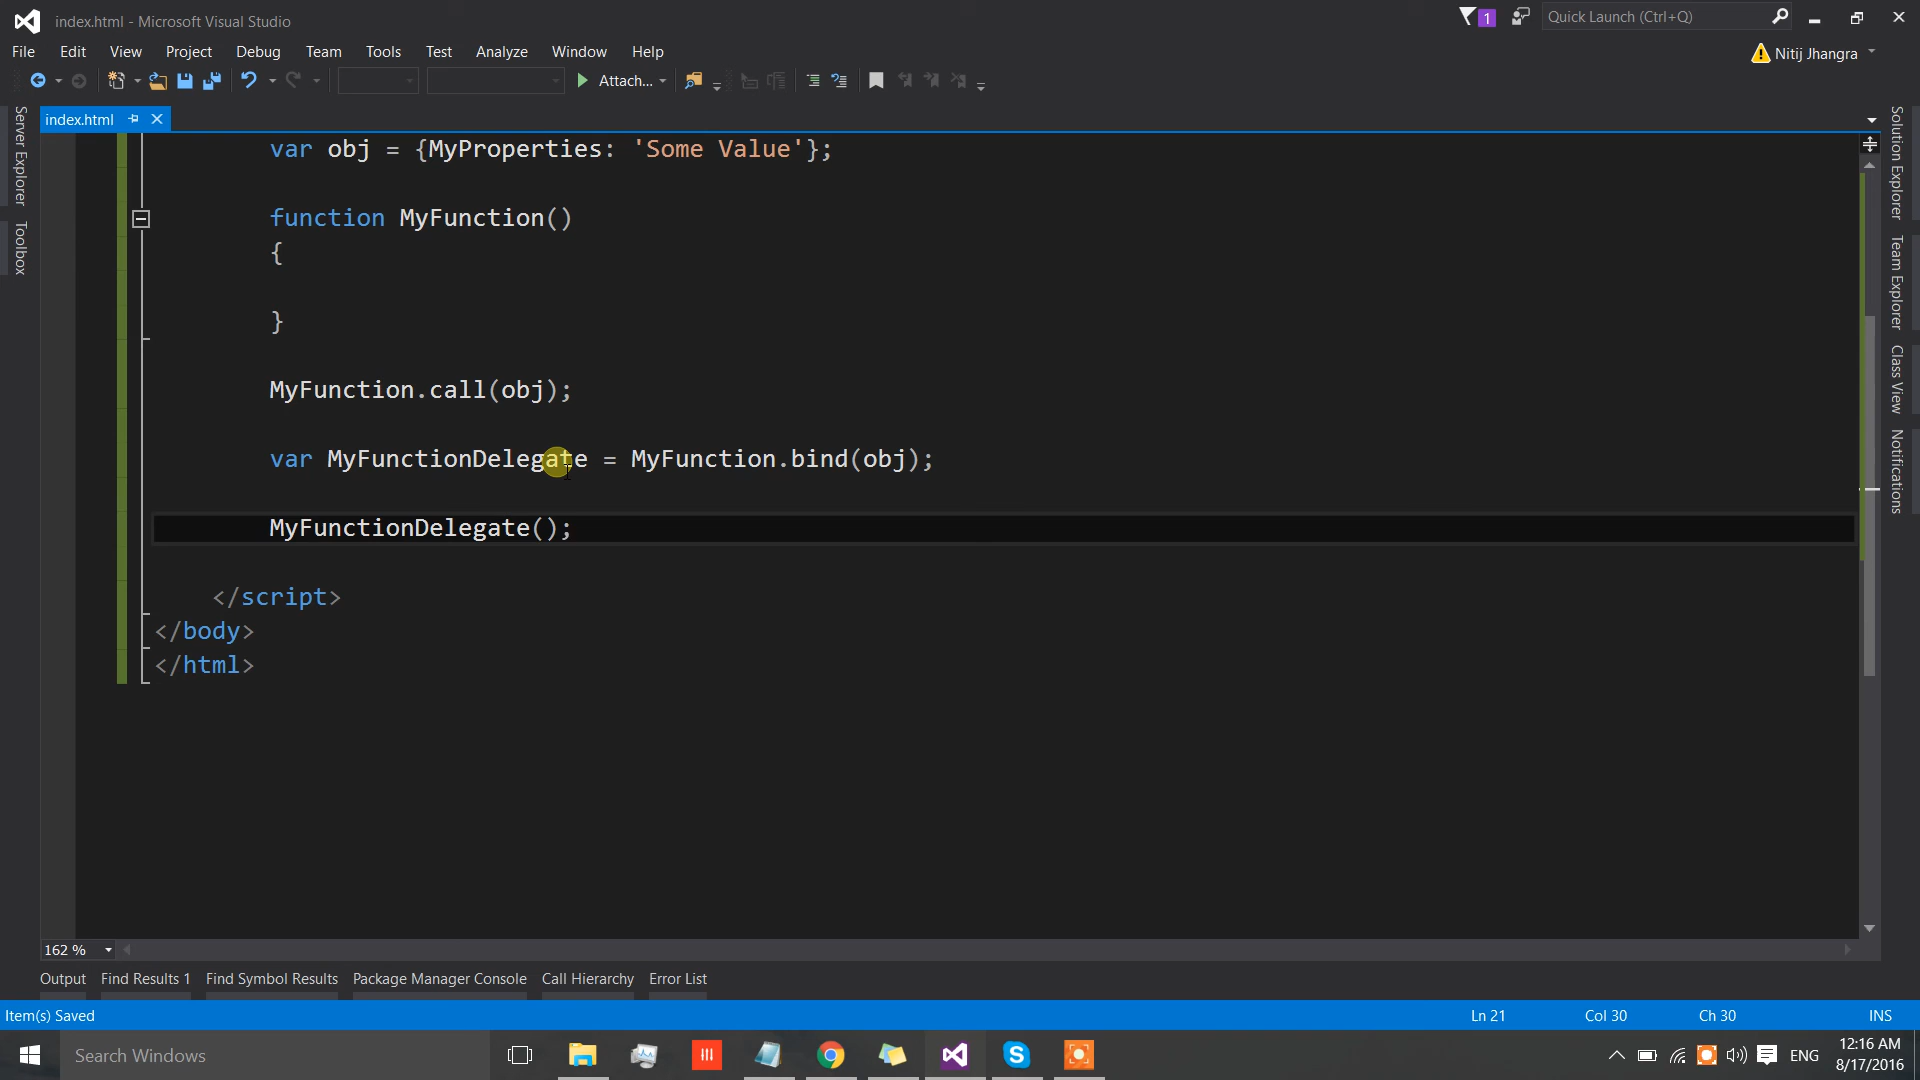 index.html - Microsoft Visual Studio
1
Quick Launch (Ctrl+Q)
File Edit View Project Debug Team Tools Test Analyze Window Help
Nitij Jhangra
Attach...
Server Explorer
Toolbox
index.html
var obj = {MyProperties: 'Some Value'};
function MyFunction()
{
}
MyFunction.call(obj);
var MyFunctionDelegate = MyFunction.bind(obj);
MyFunctionDelegate();
</script>
</body>
</html>
Solution Explorer
Team Explorer
Class View
Notifications
162 %
Output Find Results 1 Find Symbol Results Package Manager Console Call Hierarchy Error List
Item(s) Saved Ln 21 Col 30 Ch 30 INS
Search Windows
ENG
12:16 AM
8/17/2016